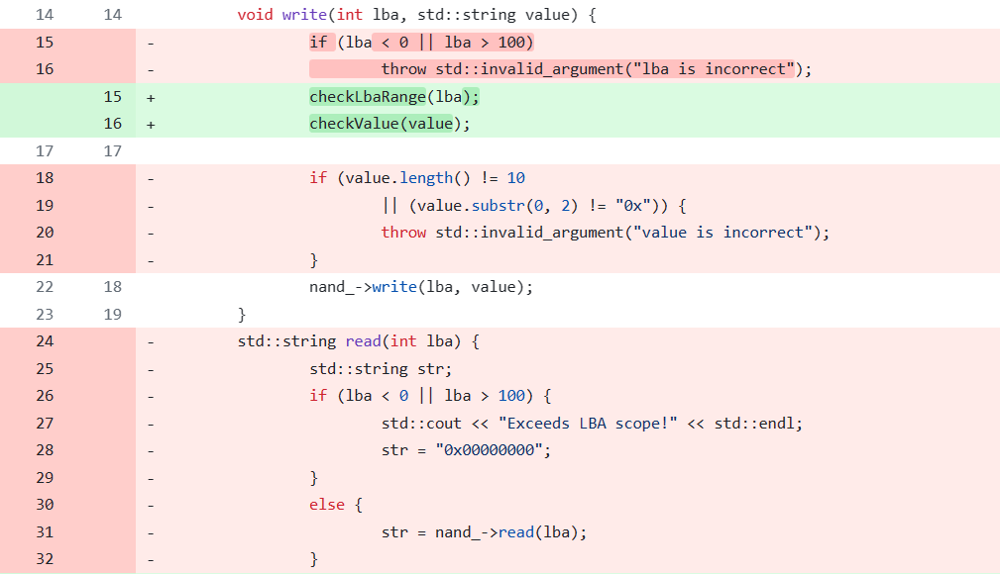 14 14 void write(int lba, std::string value) {
15 - if (lba < 0 || lba > 100)
16 - throw std::invalid_argument("lba is incorrect");
15 + checkLbaRange(lba);
16 + checkValue(value);
17 17
18 - if (value.length() != 10
19 - || (value.substr(0, 2) != "0x")) {
20 - throw std::invalid_argument("value is incorrect");
21 - }
22 18 nand_->write(lba, value);
23 19 }
24 - std::string read(int lba) {
25 - std::string str;
26 - if (lba < 0 || lba > 100) {
27 - std::cout << "Exceeds LBA scope!" << std::endl;
28 - str = "0x00000000";
29 - }
30 - else {
31 - str = nand_->read(lba);
32 - }